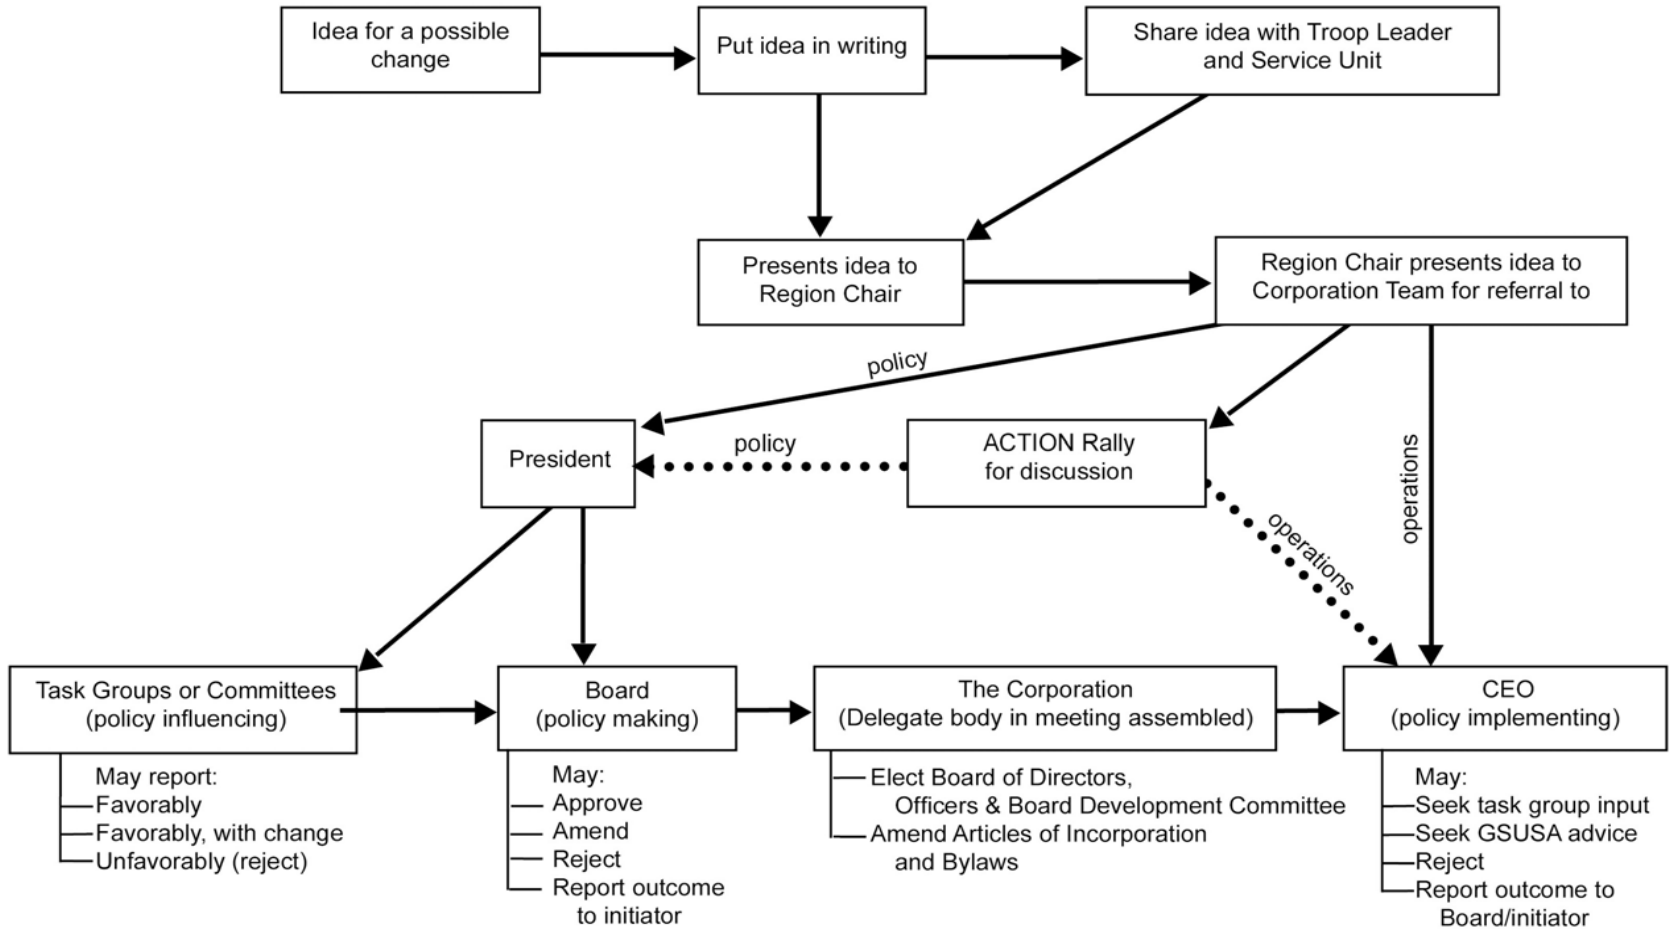 Idea for a possible
change
Put idea in writing
Share idea with Troop Leader
and Service Unit
Presents idea to
Region Chair
Region Chair presents idea to
Corporation Team for referral to
policy
President
policy
ACTION Rally
for discussion
operations
operations
Task Groups or Committees
(policy influencing)
May report:
Favorably
Favorably, with change
Unfavorably (reject)
Board
(policy making)
May:
Approve
Amend
Reject
Report outcome
to initiator
The Corporation
(Delegate body in meeting assembled)
Elect Board of Directors,
Officers & Board Development Committee
Amend Articles of Incorporation
and Bylaws
CEO
(policy implementing)
May:
Seek task group input
Seek GSUSA advice
Reject
Report outcome to
Board/initiator